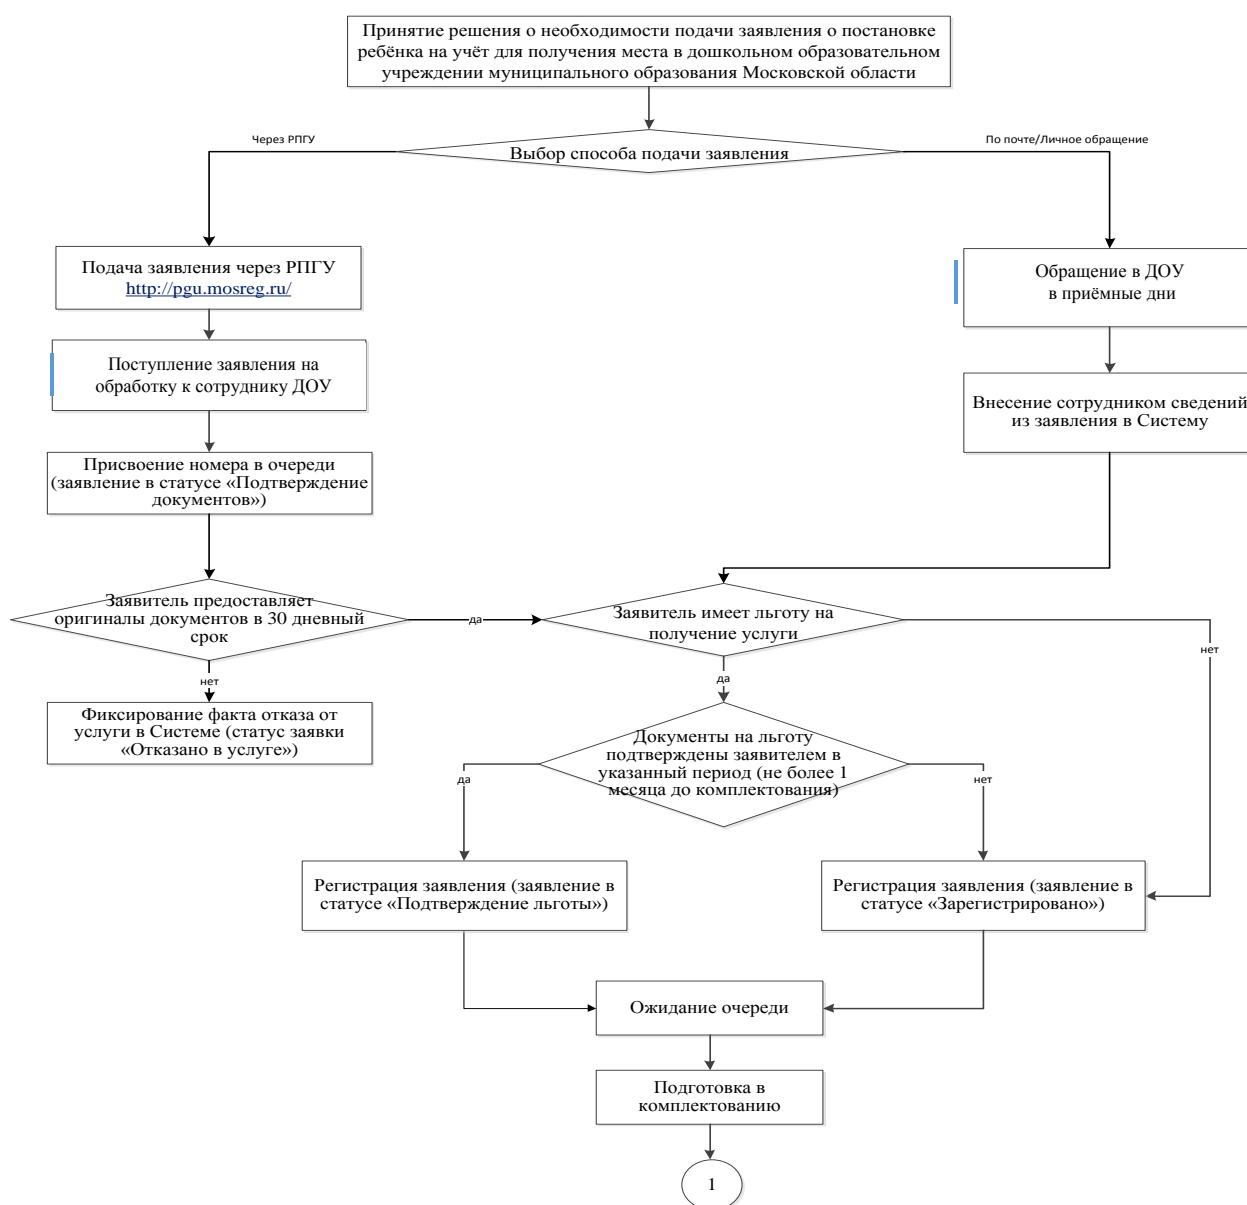 Принятие решения о необходимости подачи заявления о постановке
ребёнка на учёт для получения места в дошкольном образовательном
учреждении муниципального образования Московской области
Через РПГУ
По почте/Личное обращение
Выбор способа подачи заявления
Подача заявления через РПГУ
http://pgu.mosreg.ru/
Обращение в ДОУ
в приёмные дни
Поступление заявления на
обработку к сотруднику ДОУ
Внесение сотрудником сведений
из заявления в Систему
Присвоение номера в очереди
(заявление в статусе «Подтверждение
документов»)
Заявитель предоставляет
оригиналы документов в 30 дневный
срок
да
Заявитель имеет льготу на
получение услуги
нет
нет
да
Фиксирование факта отказа от
услуги в Системе (статус заявки
«Отказано в услуге»)
Документы на льготу
подтверждены заявителем в
указанный период (не более 1
месяца до комплектования)
да
нет
Регистрация заявления (заявление в
статусе «Подтверждение льготы»)
Регистрация заявления (заявление в
статусе «Зарегистрировано»)
Ожидание очереди
Подготовка в
комплектованию
1